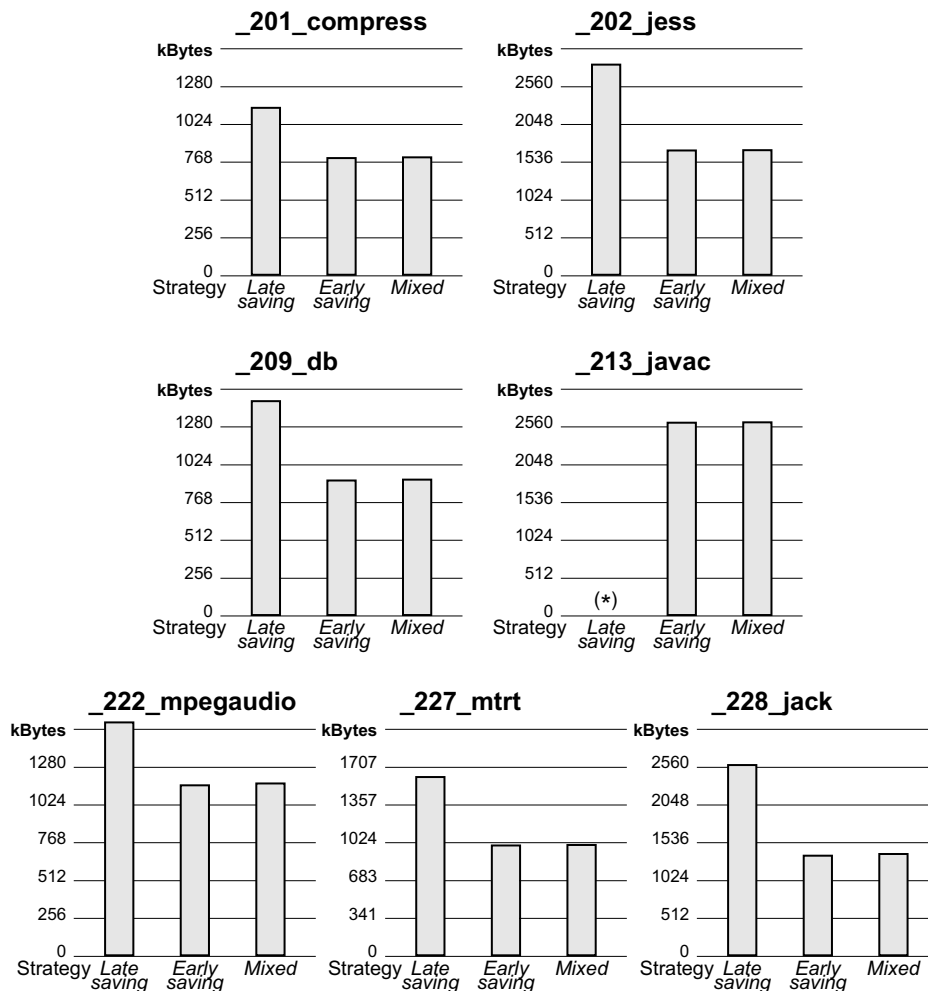 _201_compress
kBytes
1280
1024
768
512
256
0
Strategy Late saving Early saving Mixed
_202_jess
kBytes
2560
2048
1536
1024
512
0
Strategy Late saving Early saving Mixed
_209_db
kBytes
1280
1024
768
512
256
0
Strategy Late saving Early saving Mixed
_213_javac
kBytes
2560
2048
1536
1024
512
0
(*)
Strategy Late saving Early saving Mixed
_222_mpegaudio
kBytes
1280
1024
768
512
256
0
Strategy Late saving Early saving Mixed
_227_mtrt
kBytes
1707
1357
1024
683
341
0
Strategy Late saving Early saving Mixed
_228_jack
kBytes
2560
2048
1536
1024
512
0
Strategy Late saving Early saving Mixed